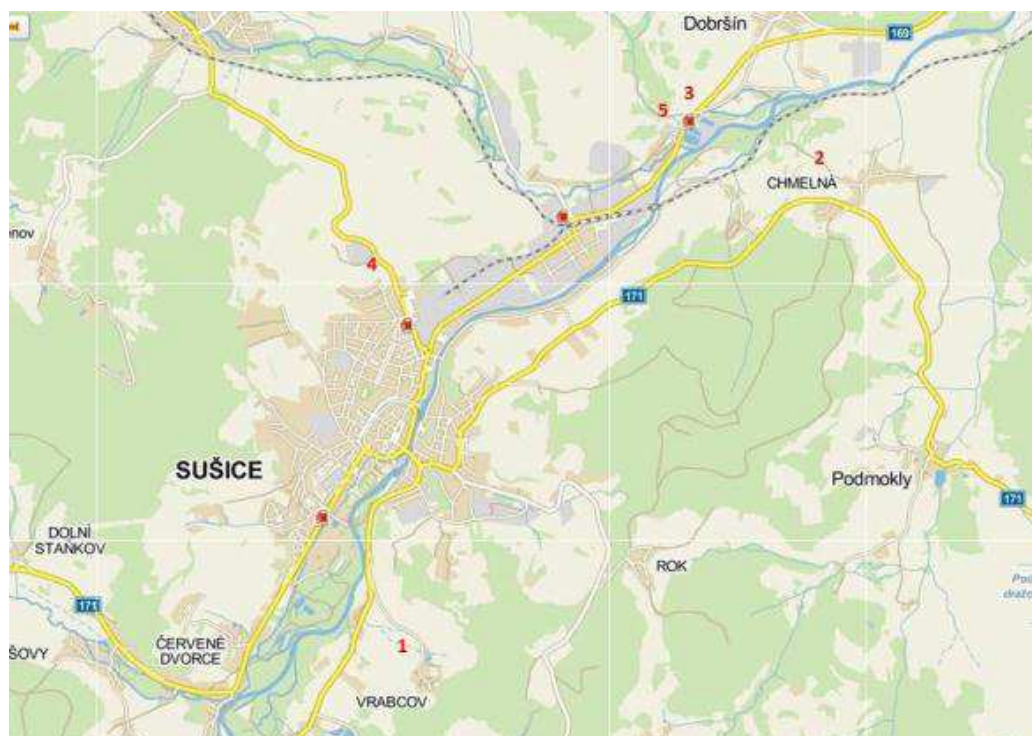 Dobršín
169
3
5
2
CHMELNÁ
4
171
SUŠICE
Podmokly
171
DOLNÍ
STAŇKOV
ROK
171
ČERVENÉ
DVORCE
1
VRABCOV